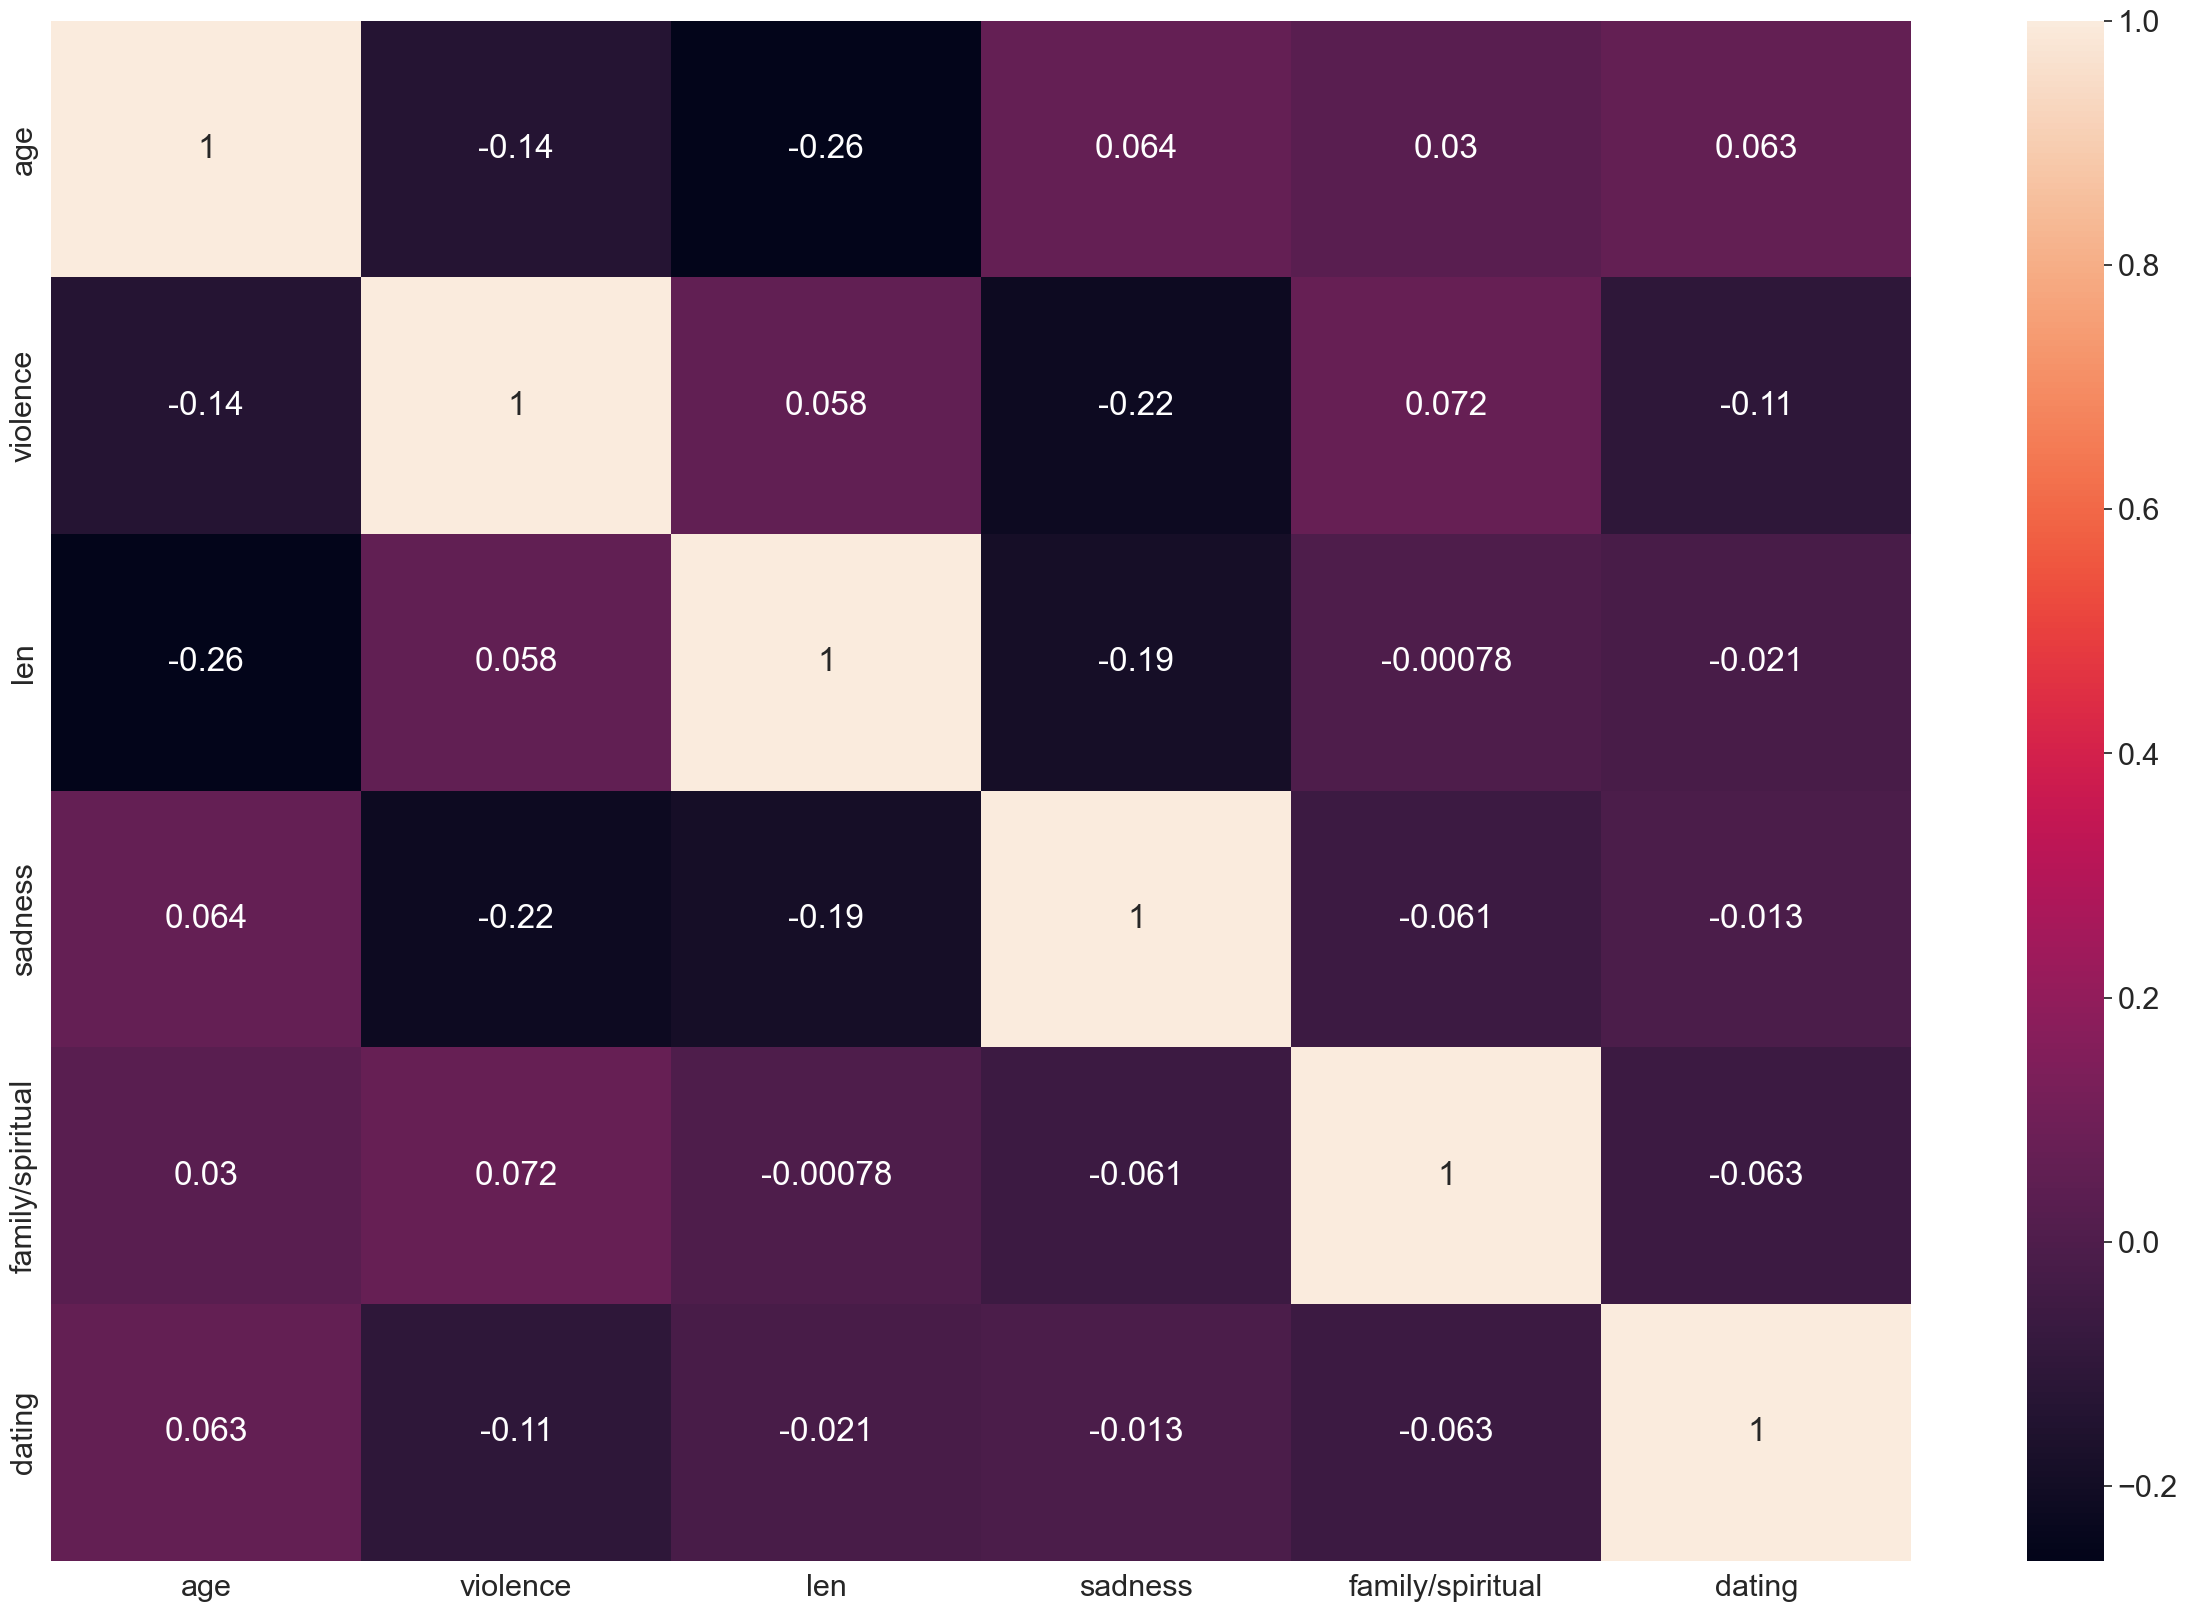 age 1 -0.14 -0.26 0.064 0.03 0.063
violence -0.14 1 0.058 -0.22 0.072 -0.11
len -0.26 0.058 1 -0.19 -0.00078 -0.021
sadness 0.064 -0.22 -0.19 1 -0.061 -0.013
family/spiritual 0.03 0.072 -0.00078 -0.061 1 -0.063
dating 0.063 -0.11 -0.021 -0.013 -0.063 1
age violence len sadness family/spiritual dating
1.0
0.8
0.6
0.4
0.2
0.0
−0.2